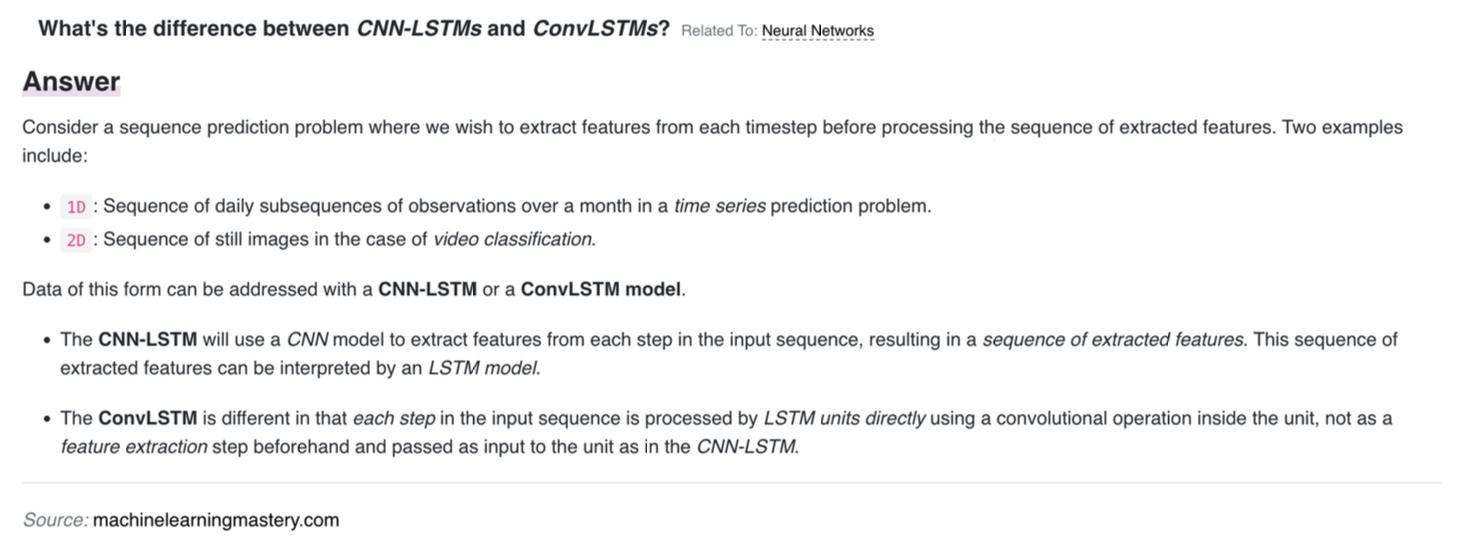 What's the difference between CNN-LSTMs and ConvLSTMs? Related To: Neural Networks
Answer
Consider a sequence prediction problem where we wish to extract features from each timestep before processing the sequence of extracted features. Two examples
include:
• 1D : Sequence of daily subsequences of observations over a month in a time series prediction problem.
• 2D : Sequence of still images in the case of video classification.
Data of this form can be addressed with a CNN-LSTM or a ConvLSTM model.
• The CNN-LSTM will use a CNN model to extract features from each step in the input sequence, resulting in a sequence of extracted features. This sequence of
extracted features can be interpreted by an LSTM model.
• The ConvLSTM is different in that each step in the input sequence is processed by LSTM units directly using a convolutional operation inside the unit, not as a
feature extraction step beforehand and passed as input to the unit as in the CNN-LSTM.
Source: machinelearningmastery.com